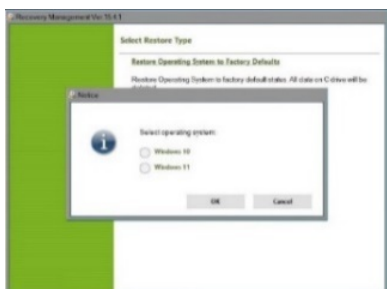 Recovery Management Ver 15.4.1
Select Restore Type
Restore Operating System to Factory Defaults
Restore Operating System to factory default status. All data on C drive will be
Notice
Select operating system:
Windows 10
Windows 11
OK
Cancel